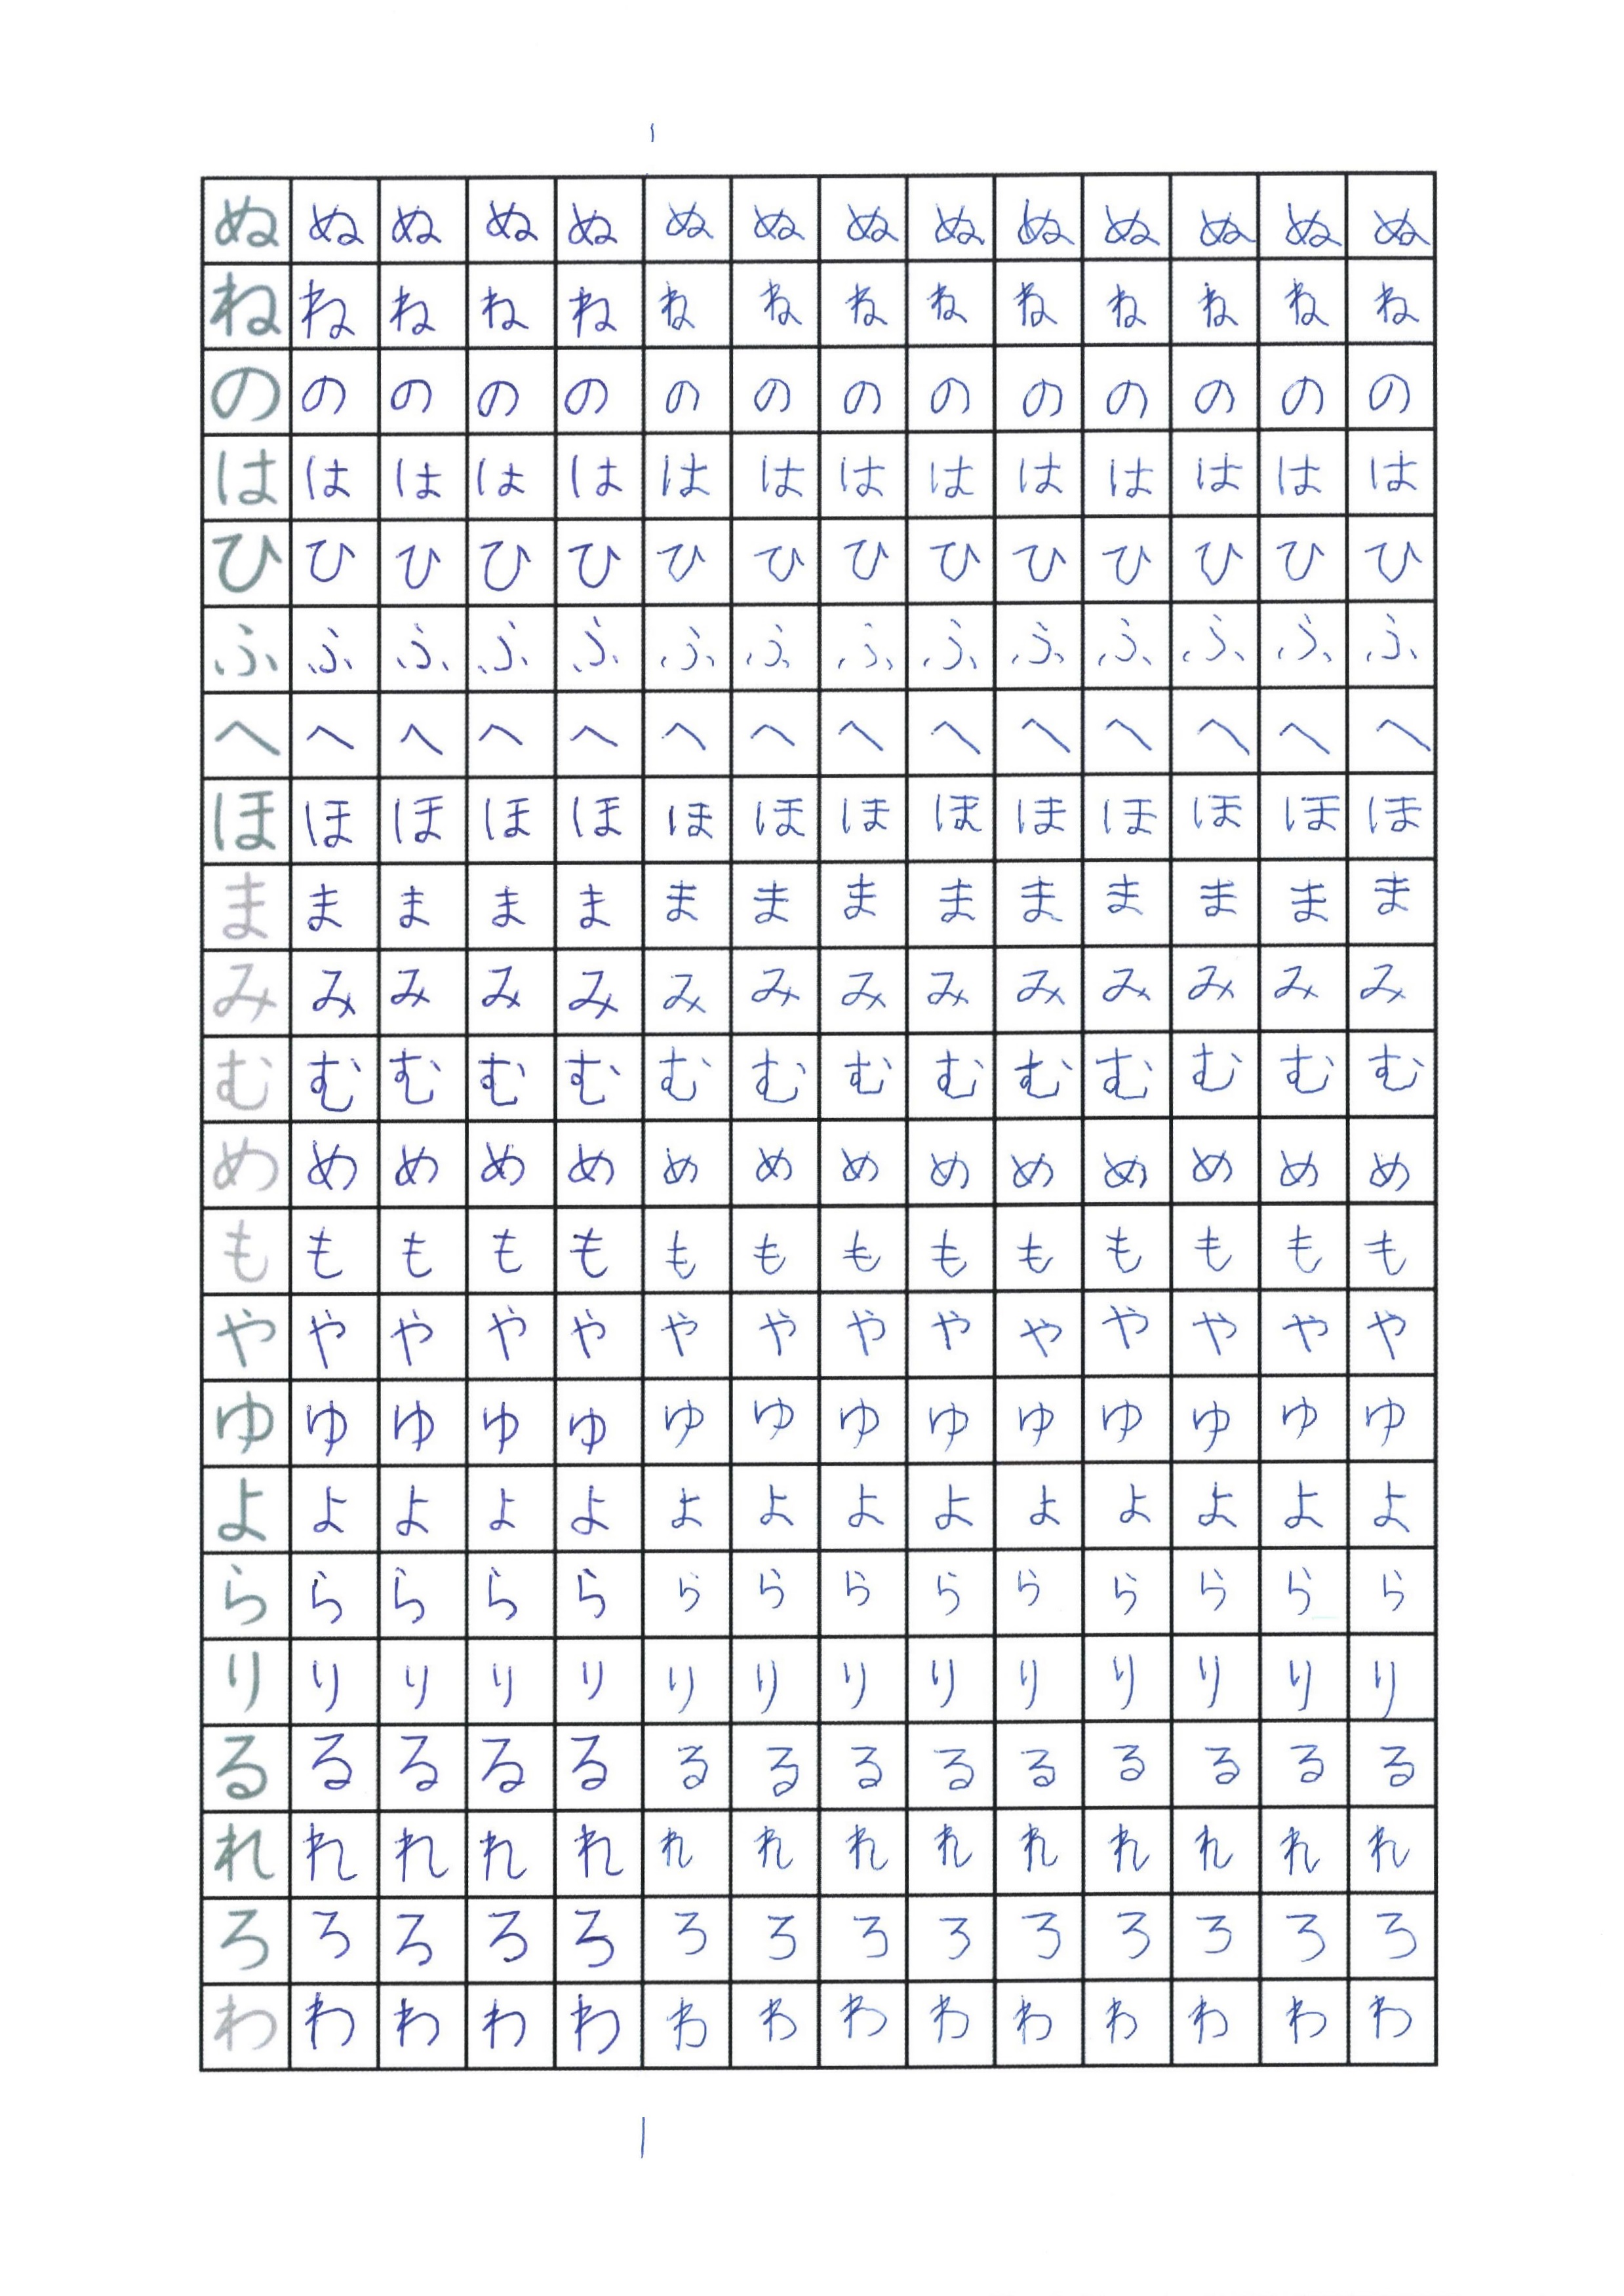 ぬ ぬ ぬ ぬ ぬ ぬ ぬ ぬ ぬ ぬ ぬ ぬ ぬ ぬ
ね ね ね ね ね ね ね ね ね ね ね ね ね ね
の の の の の の の の の の の の の の
は は は は は は は は は は は は は は
ひ ひ ひ ひ ひ ひ ひ ひ ひ ひ ひ ひ ひ ひ
ふ ふ ふ ふ ふ ふ ふ ふ ふ ふ ふ ふ ふ ふ
へ へ へ へ へ へ へ へ へ へ へ へ へ へ
ほ ほ ほ ほ ほ ほ ほ ほ ほ ほ ほ ほ ほ ほ
ま ま ま ま ま ま ま ま ま ま ま ま ま ま
み み み み み み み み み み み み み み
む む む む む む む む む む む む む む
め め め め め め め め め め め め め め
も も も も も も も も も も も も も も
や や や や や や や や や や や や や や
ゆ ゆ ゆ ゆ ゆ ゆ ゆ ゆ ゆ ゆ ゆ ゆ ゆ ゆ
よ よ よ よ よ よ よ よ よ よ よ よ よ よ
ら ら ら ら ら ら ら ら ら ら ら ら ら ら
り り り り り り り り り り り り り り
る る る る る る る る る る る る る る
れ れ れ れ れ れ れ れ れ れ れ れ れ れ
ろ ろ ろ ろ ろ ろ ろ ろ ろ ろ ろ ろ ろ ろ
わ わ わ わ わ わ わ わ わ わ わ わ わ わ